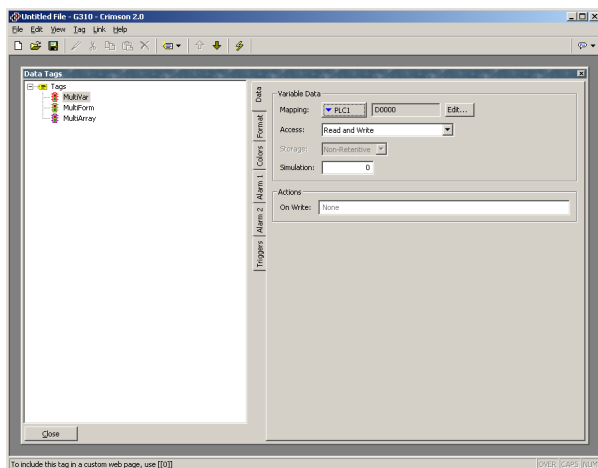 Untitled File - G310 - Crimson 2.0
File Edit View Tag Link Help
Data Tags
Tags
MultiVar
MultiForm
MultiArray
Data
Format
Colors
Alarm 1
Alarm 2
Triggers
Variable Data
Mapping: PLC1 D0000 Edit...
Access: Read and Write
Storage: Non-Retentive
Simulation: 0
Actions
On Write: None
Close
To include this tag in a custom web page, use [[0]]
OVER CAPS NUM